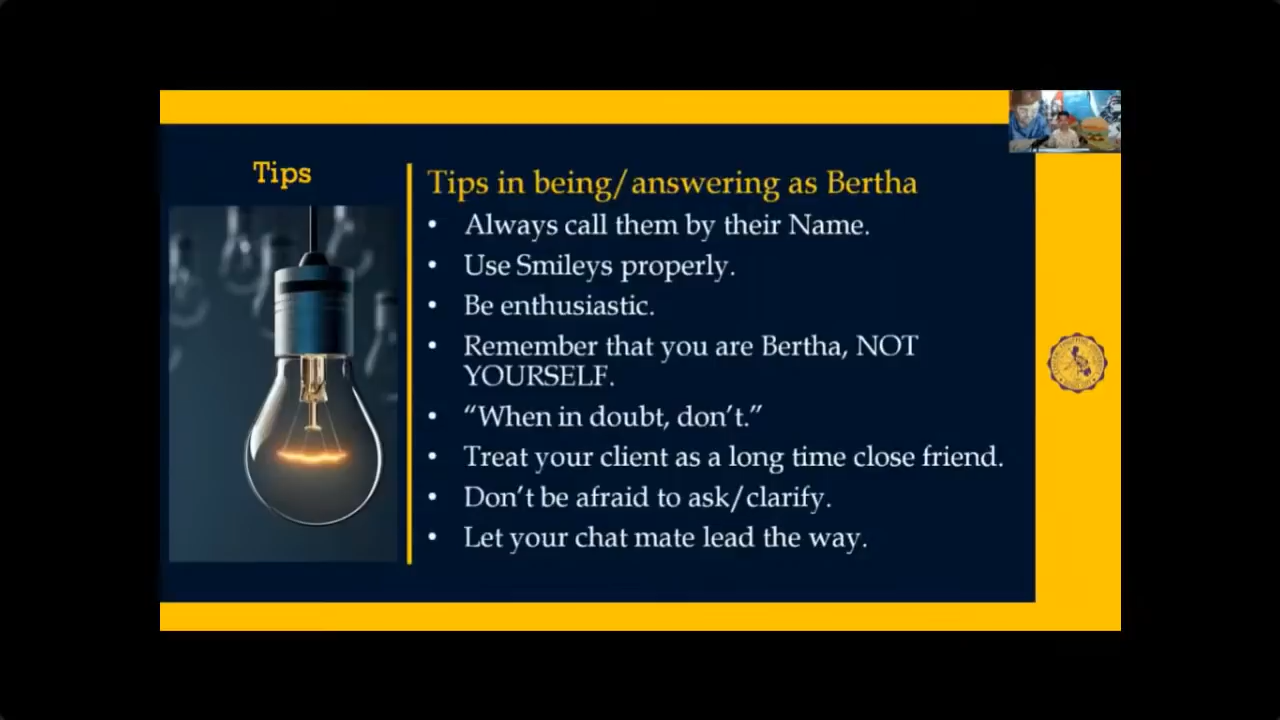 Tips
Tips in being/answering as Bertha
• Always call them by their Name.
• Use Smileys properly.
• Be enthusiastic.
• Remember that you are Bertha, NOT
YOURSELF.
• “When in doubt, don’t.”
• Treat your client as a long time close friend.
• Don’t be afraid to ask/clarify.
• Let your chat mate lead the way.